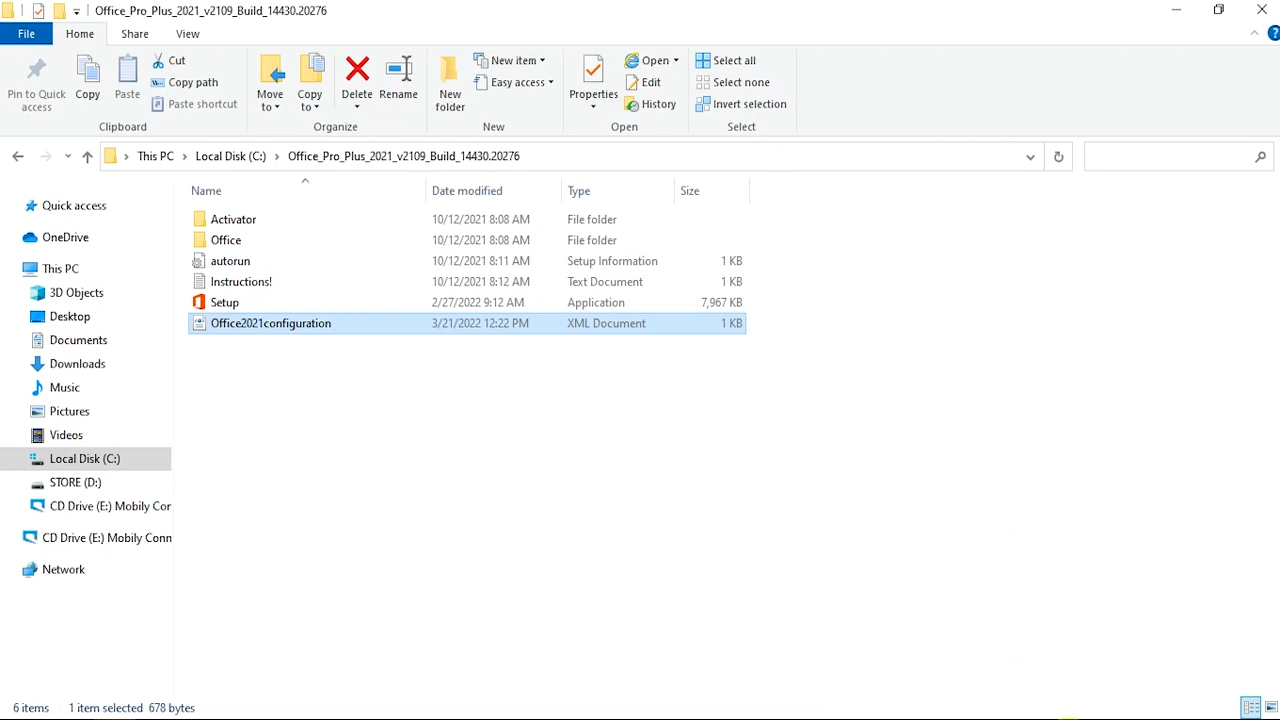 Office_Pro_Plus_2021_v2109_Build_14430.20276
File Home Share View
Pin to Quick access
Copy
Paste
Cut
Copy path
Paste shortcut
Clipboard
Move to
Copy to
Delete
Rename
Organize
New folder
New item
Easy access
New
Properties
Open
Edit
History
Open
Select all
Select none
Invert selection
Select
This PC Local Disk (C:) Office_Pro_Plus_2021_v2109_Build_14430.20276
Name Date modified Type Size
Quick access
OneDrive
This PC
3D Objects
Desktop
Documents
Downloads
Music
Pictures
Videos
Local Disk (C:)
STORE (D:)
CD Drive (E:) Mobily Cor
CD Drive (E:) Mobily Conn
Network
Activator 10/12/2021 8:08 AM File folder
Office 10/12/2021 8:08 AM File folder
autorun 10/12/2021 8:11 AM Setup Information 1 KB
Instructions! 10/12/2021 8:12 AM Text Document 1 KB
Setup 2/27/2022 9:12 AM Application 7,967 KB
Office2021configuration 3/21/2022 12:22 PM XML Document 1 KB
6 items 1 item selected 678 bytes